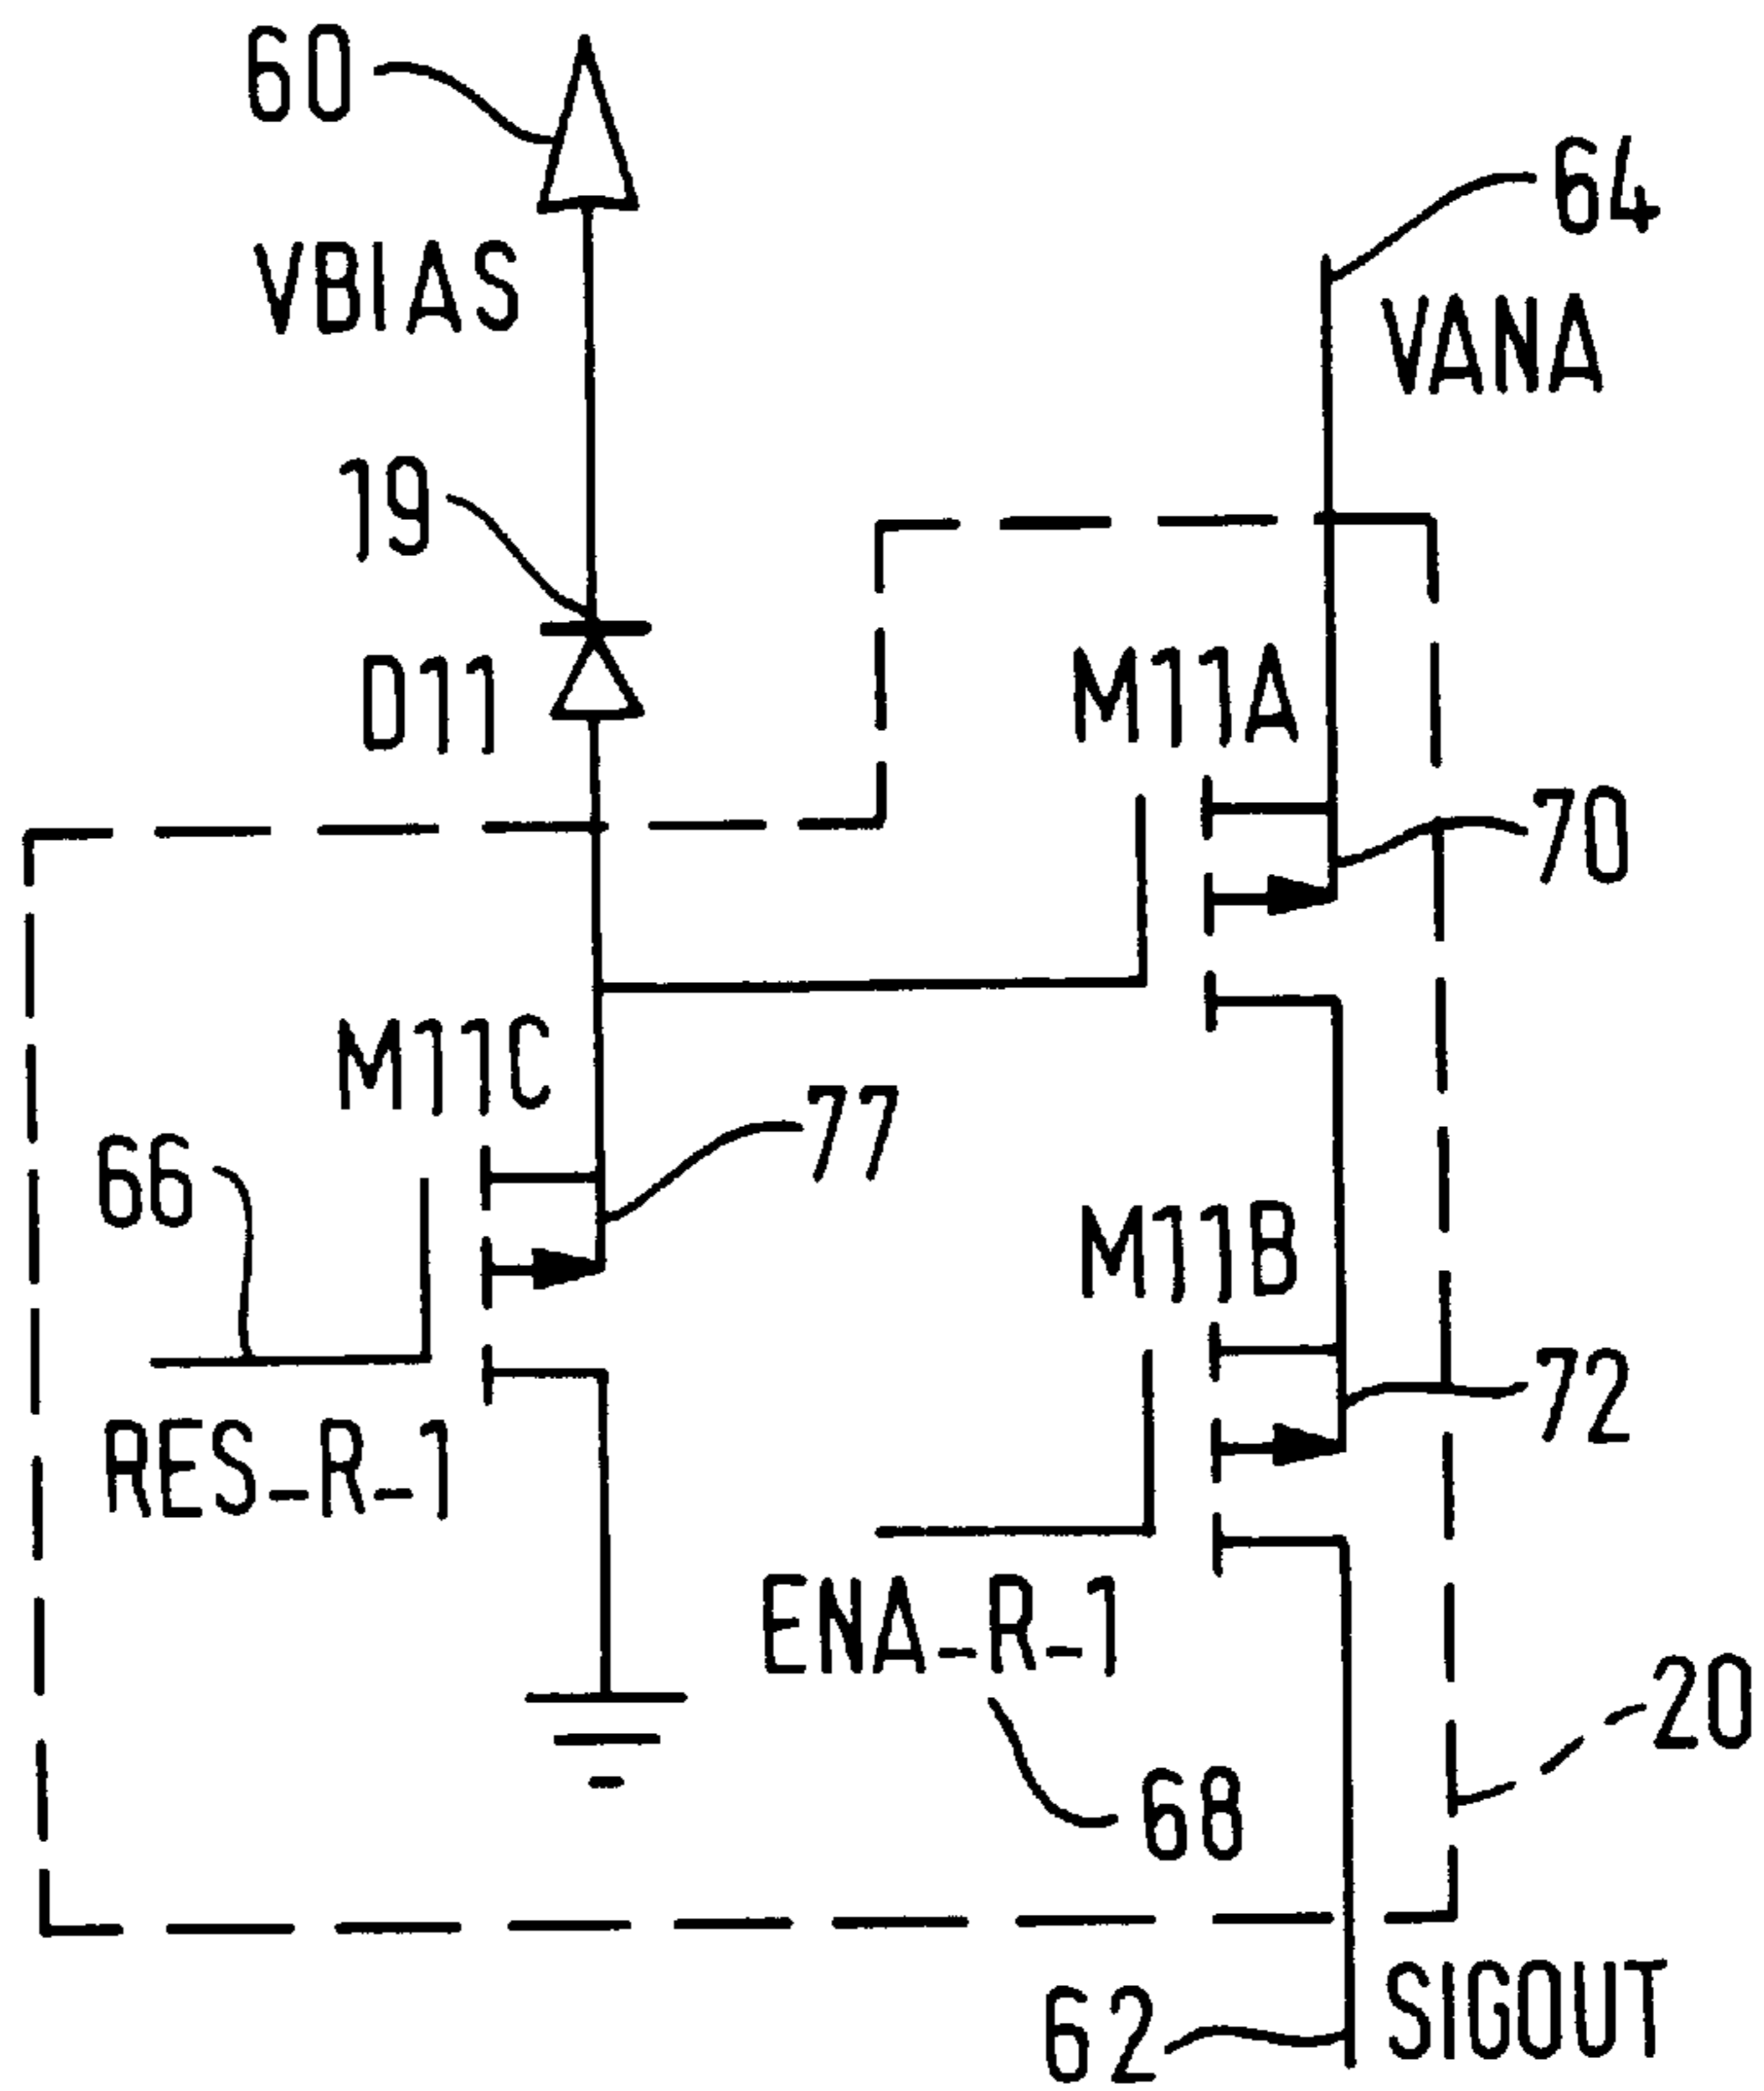 60
VBIAS
64
VANA
19
D11
M11A
70
M11C
77
66
M11B
72
RES-R-1
ENA-R-1
20
68
SIGOUT
62